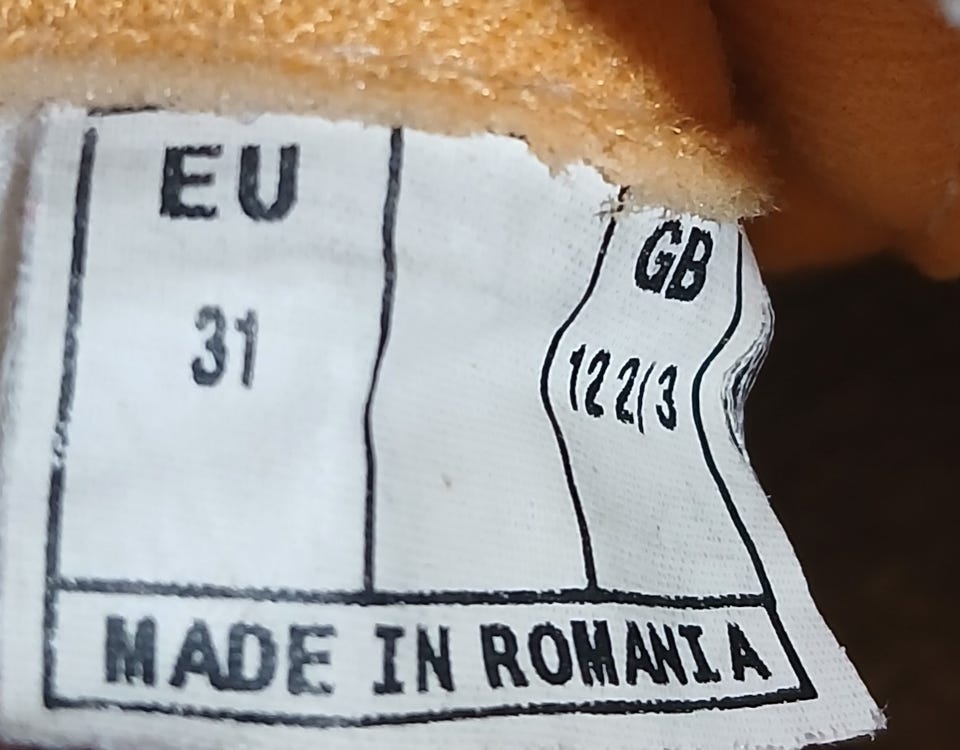 EU GB
31 12 2/3
MADE IN ROMANIA